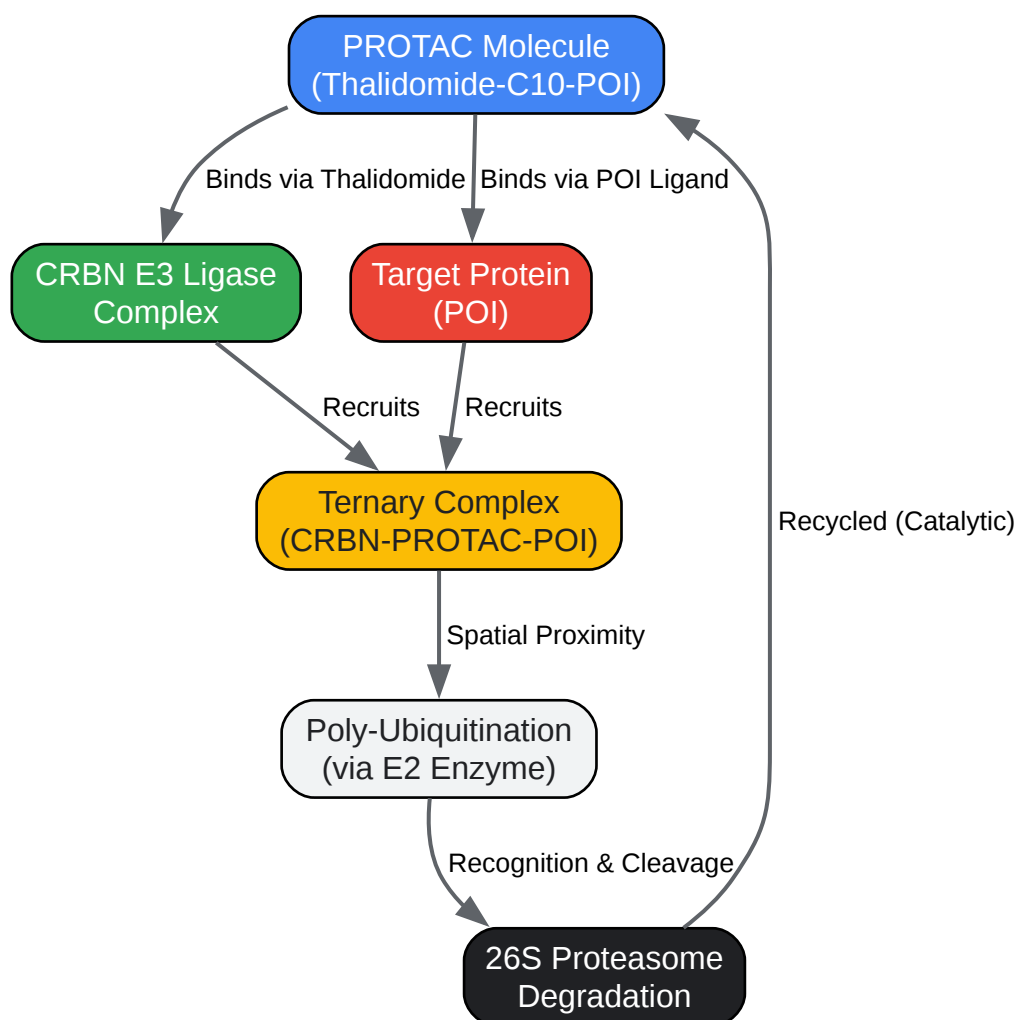 PROTAC Molecule
(Thalidomide-C10-POI)
Binds via Thalidomide
Binds via POI Ligand
CRBN E3 Ligase
Complex
Target Protein
(POI)
Recruits
Recruits
Ternary Complex
(CRBN-PROTAC-POI)
Recycled (Catalytic)
Spatial Proximity
Poly-Ubiquitination
(via E2 Enzyme)
Recognition & Cleavage
26S Proteasome
Degradation